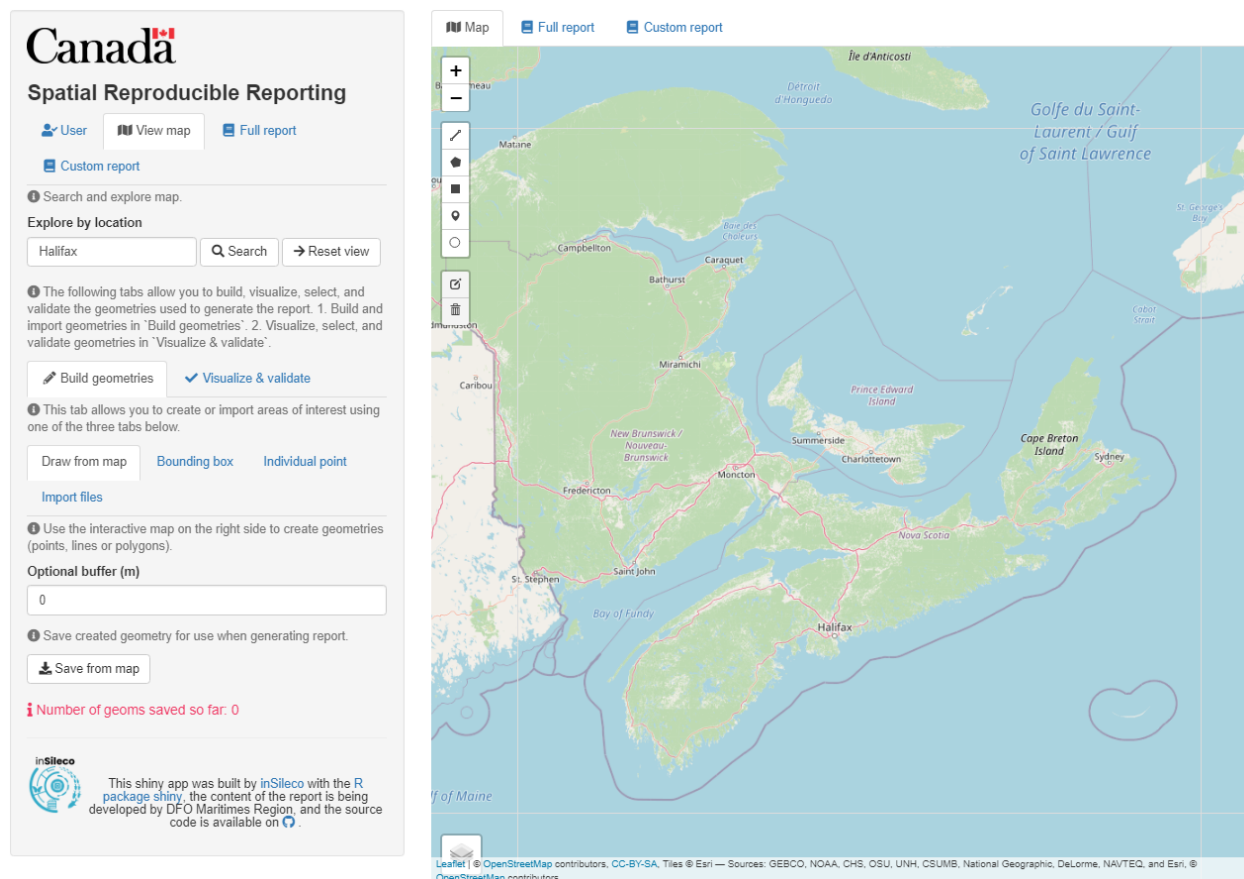 Canada
Spatial Reproducible Reporting
User
View map
Full report
Custom report
Search and explore map.
Explore by location
Halifax
Search
Reset view
The following tabs allow you to build, visualize, select, and
validate the geometries used to generate the report. 1. Build and
import geometries in `Build geometries`. 2. Visualize, select, and
validate geometries in `Visualize & validate`.
Build geometries
Visualize & validate
This tab allows you to create or import areas of interest using
one of the three tabs below.
Draw from map
Bounding box
Individual point
Import files
Use the interactive map on the right side to create geometries
(points, lines or polygons).
Optional buffer (m)
0
Save created geometry for use when generating report.
Save from map
Number of geoms saved so far: 0
inSileco
This shiny app was built by inSileco with the R
package shiny, the content of the report is being
developed by DFO Maritimes Region, and the source
code is available on .
Map
Full report
Custom report
+
−
Île d'Anticosti
Détroit
d'Honguedo
Golfe du Saint-
Laurent / Gulf
of Saint Lawrence
Matane
St. George's
Bay
Baie des
Chaleurs
Campbellton
Caraquet
Bathurst
Cabot
Strait
Miramichi
Caribou
Prince Edward
Island
New Brunswick /
Nouveau-
Brunswick
Summerside
Charlottetown
Cape Breton
Island
Sydney
Moncton
Fredericton
Nova Scotia
Saint John
St. Stephen
Bay of Fundy
Halifax
lf of Maine
Leaflet | © OpenStreetMap contributors, CC-BY-SA, Tiles © Esri — Sources: GEBCO, NOAA, CHS, OSU, UNH, CSUMB, National Geographic, DeLorme, NAVTEQ, and Esri, ©
OpenStreetMap contributors